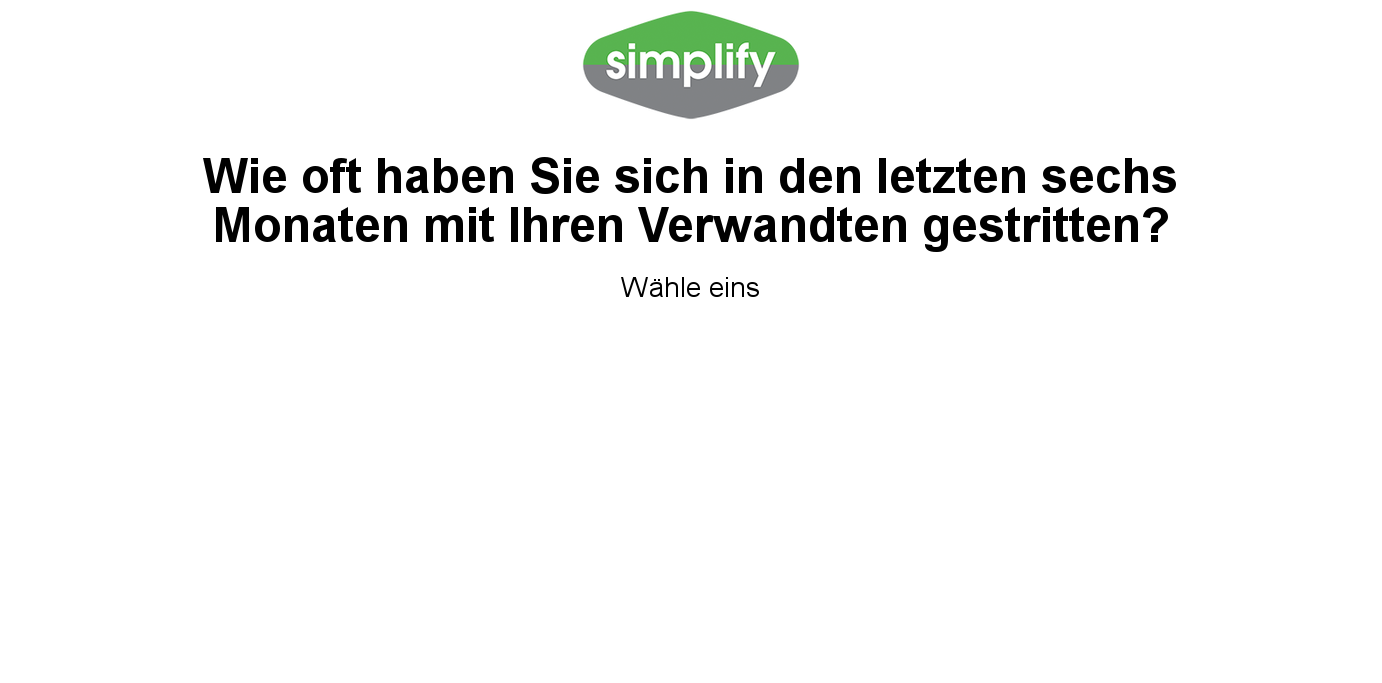 simplify
Wie oft haben Sie sich in den letzten sechs
Monaten mit Ihren Verwandten gestritten?
Wähle eins